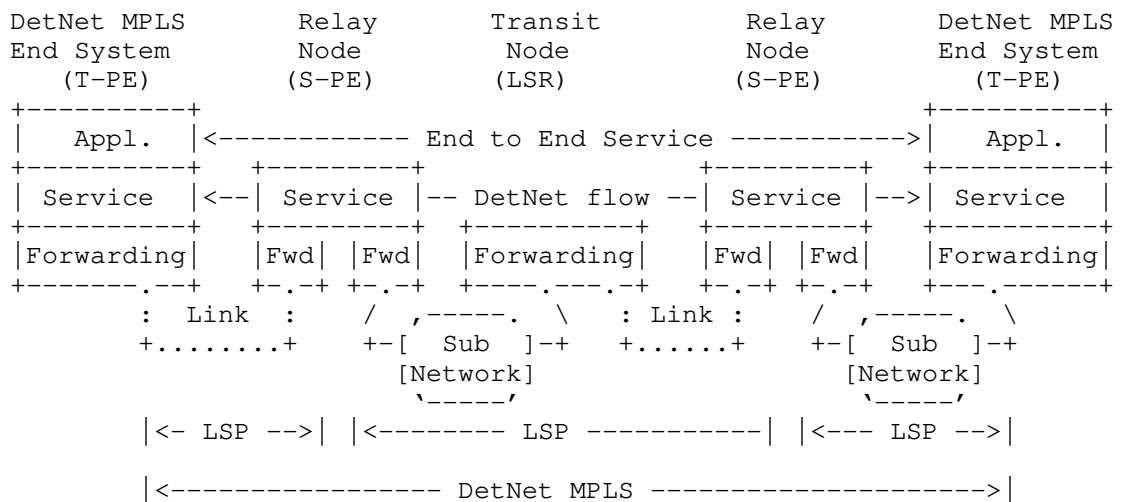 DetNet MPLS       Relay       Transit         Relay       DetNet MPLS
End System        Node         Node           Node        End System
   (T-PE)        (S-PE)        (LSR)         (S-PE)          (T-PE)
+----------+                                             +----------+
|   Appl.  |<------------ End to End Service ----------->|   Appl.  |
+----------+   +---------+                 +---------+   +----------+
| Service  |<--| Service |-- DetNet flow --| Service |-->| Service  |
+----------+   +---------+  +----------+   +---------+   +----------+
|Forwarding|   |Fwd| |Fwd|  |Forwarding|   |Fwd| |Fwd|   |Forwarding|
+-------.--+   +-.-+ +-.-+  +----.---.-+   +-.-+ +-.-+   +---.------+
        :  Link  :    /  ,-----.  \   : Link :    /  ,-----.  \
        +........+    +-[  Sub  ]-+   +......+    +-[  Sub  ]-+
                        [Network]                   [Network]
                         `-----'                     `-----'
        |<- LSP -->| |<-------- LSP -----------| |<--- LSP -->|
        |<----------------- DetNet MPLS --------------------->|